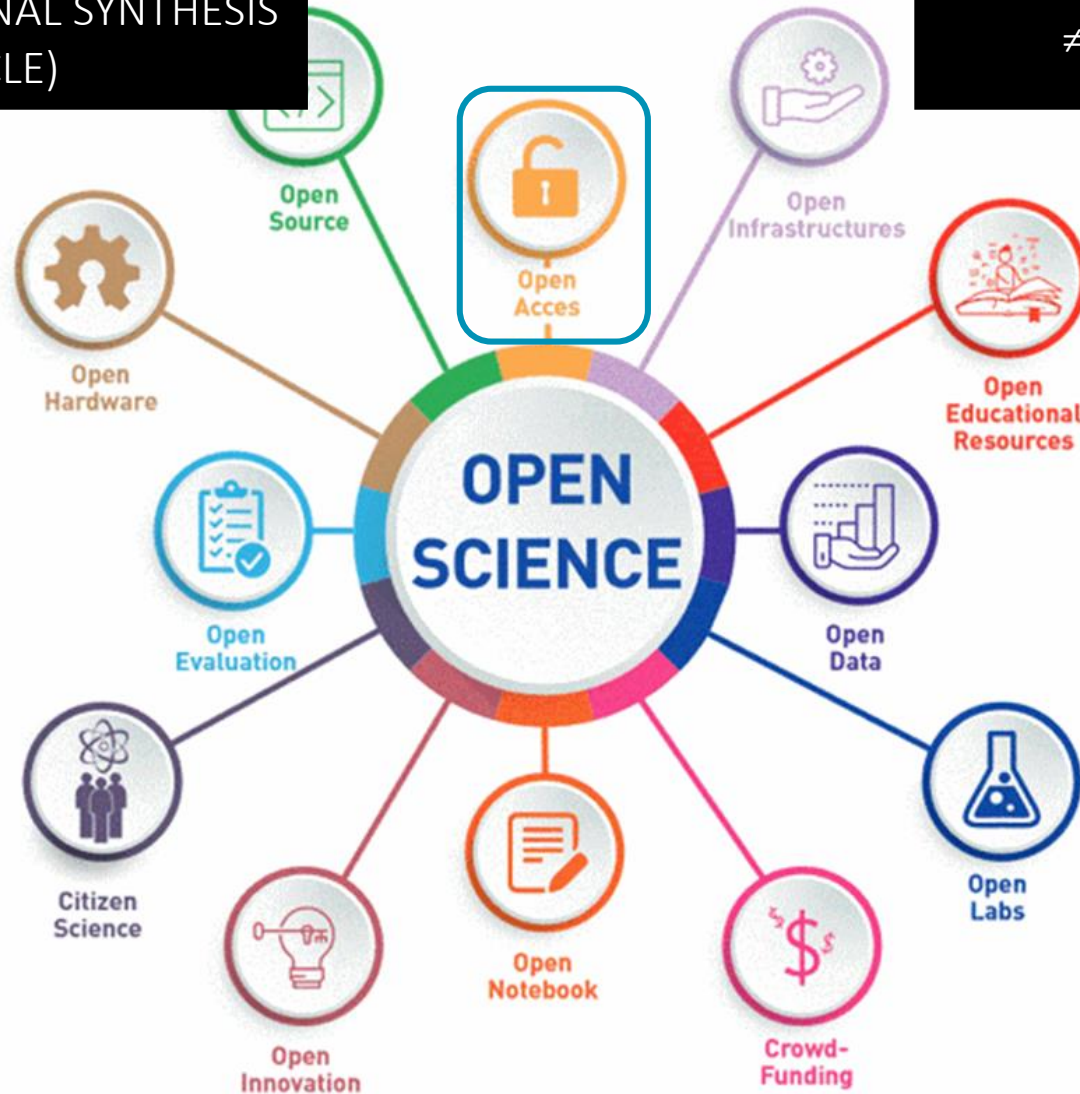 NAL SYNTHESIS
CLE)
≠
</>
Open
Source
Open
Acces
Open
Infrastructures
Open
Hardware
Open
Educational
Resources
OPEN
SCIENCE
Open
Evaluation
Open
Data
Citizen
Science
Open
Labs
Open
Notebook
$ $
Open
Innovation
Crowd-
Funding